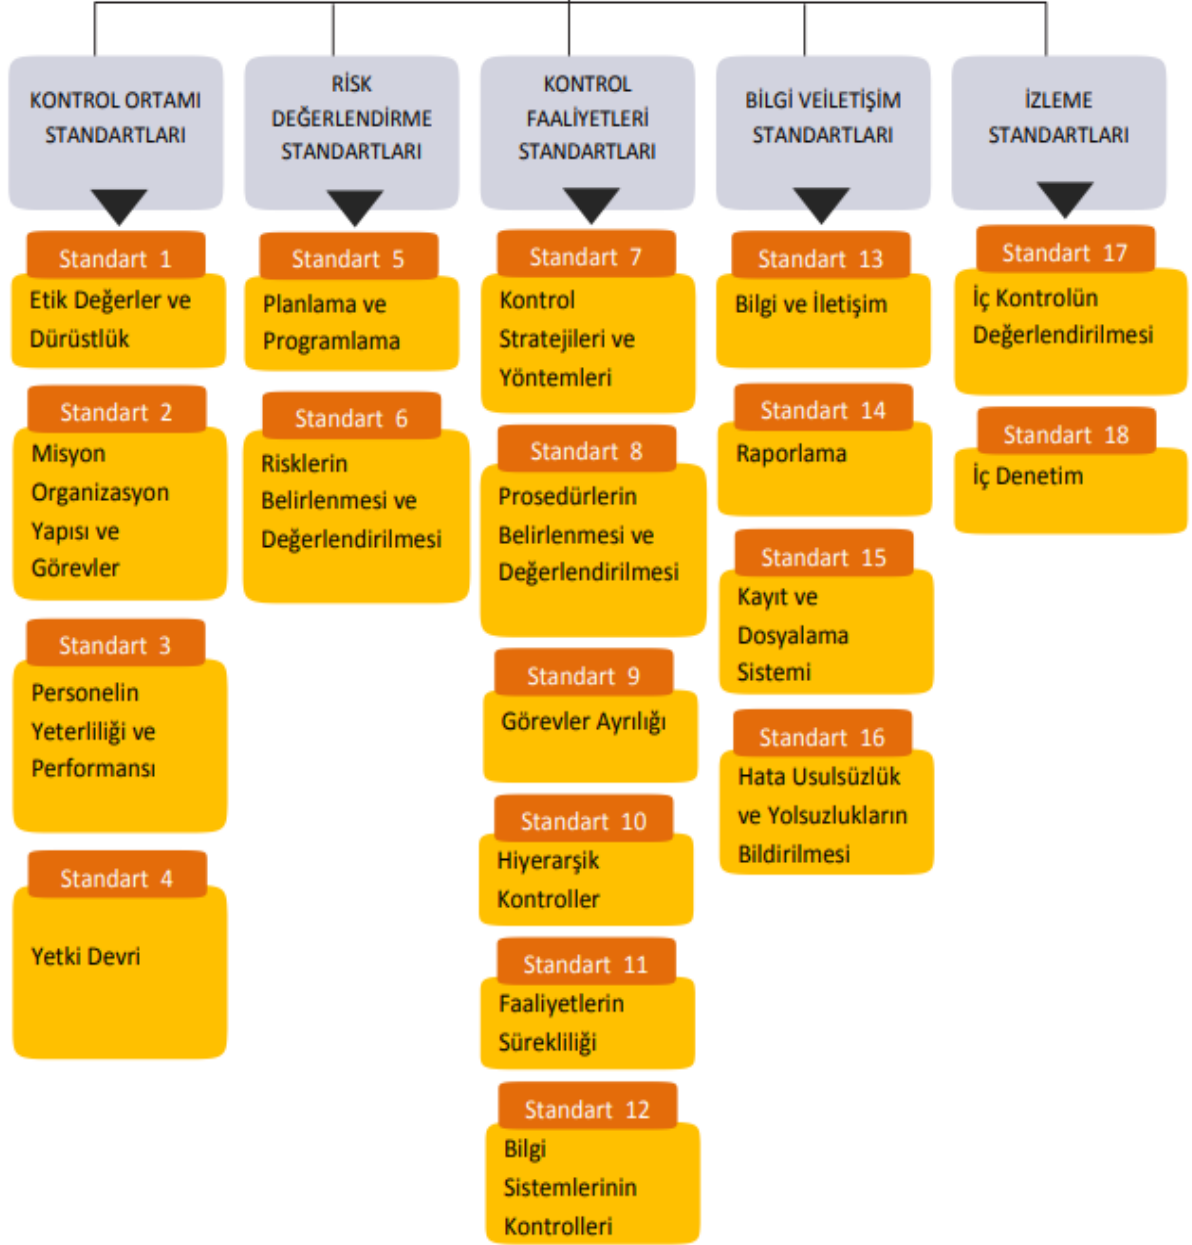 KONTROL ORTAMI
STANDARTLARI
Standart 1
Etik Değerler ve
Dürüstlük
Standart 2
Misyon
Organizasyon
Yapısı ve
Görevler
Standart 3
Personelin
Yeterliliği ve
Performansı
Standart 4
Yetki Devri
RİSK
DEĞERLENDİRME
STANDARTLARI
Standart 5
Planlama ve
Programlama
Standart 6
Risklerin
Belirlenmesi ve
Değerlendirilmesi
KONTROL
FAALİYETLERİ
STANDARTLARI
Standart 7
Kontrol
Stratejileri ve
Yöntemleri
Standart 8
Prosedürlerin
Belirlenmesi ve
Değerlendirilmesi
Standart 9
Görevler Ayrılığı
Standart 10
Hiyerarşik
Kontroller
Standart 11
Faaliyetlerin
Sürekliliği
Standart 12
Bilgi
Sistemlerinin
Kontrolleri
BİLGİ VEİLETİŞİM
STANDARTLARI
Standart 13
Bilgi ve İletişim
Standart 14
Raporlama
Standart 15
Kayıt ve
Dosyalama
Sistemi
Standart 16
Hata Usulsüzlük
ve Yolsuzlukların
Bildirilmesi
İZLEME
STANDARTLARI
Standart 17
İç Kontrolün
Değerlendirilmesi
Standart 18
İç Denetim